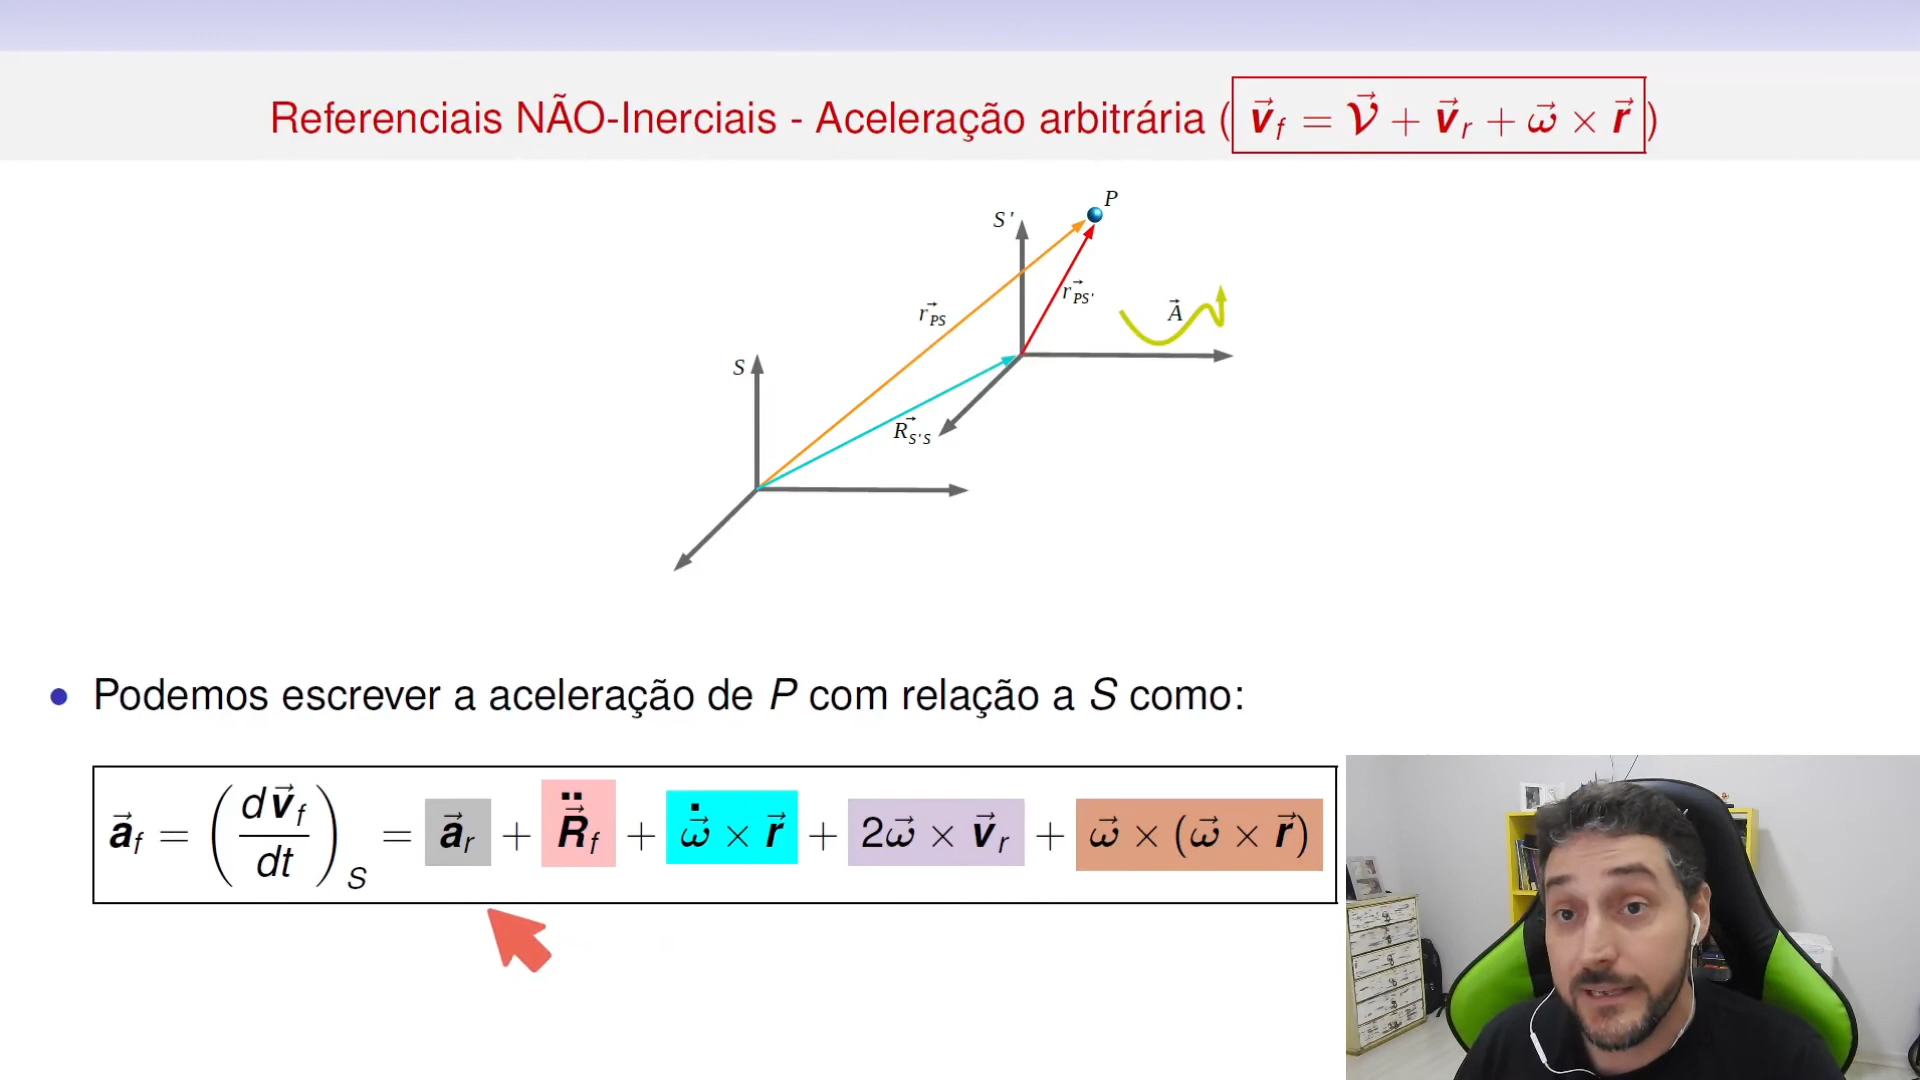 Referenciais NÃO-Inerciais - Aceleração arbitrária ( v⃗_f = 𝒱⃗ + v⃗_r + ω⃗ × r⃗ )
P
S'
r⃗_PS'
A⃗
r⃗_PS
S
R⃗_S'S
• Podemos escrever a aceleração de P com relação a S como:
a⃗_f = (dv⃗_f/dt)_S = a⃗_r + R̈⃗_f + ω̇⃗ × r⃗ + 2ω⃗ × v⃗_r + ω⃗ × (ω⃗ × r⃗)